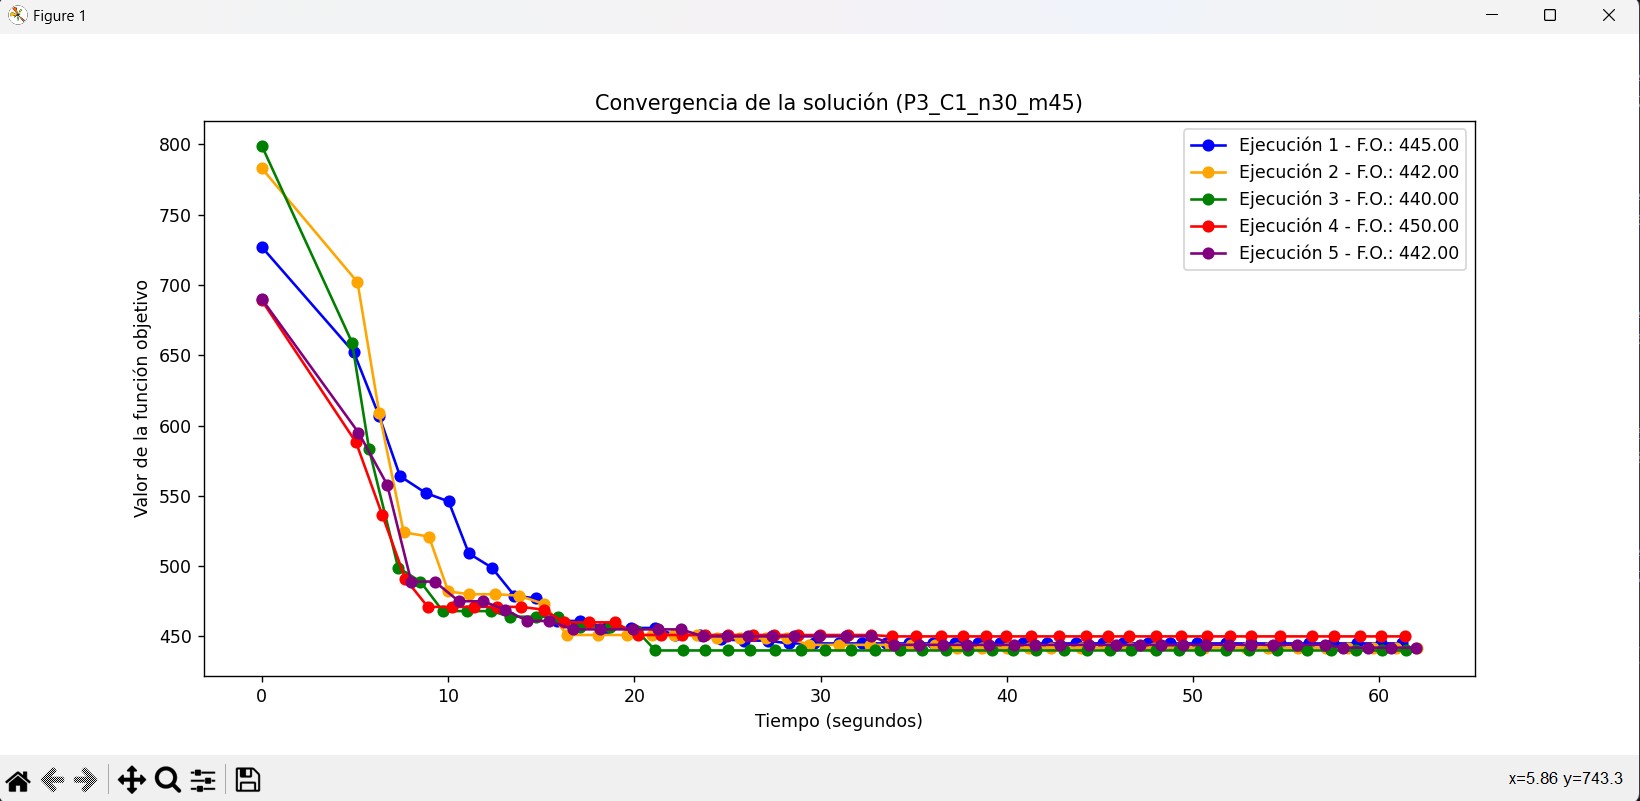 Figure 1
Convergencia de la solución (P3_C1_n30_m45)
Ejecución 1 - F.O.: 445.00
Ejecución 2 - F.O.: 442.00
Ejecución 3 - F.O.: 440.00
Ejecución 4 - F.O.: 450.00
Ejecución 5 - F.O.: 442.00
Valor de la función objetivo
800
750
700
650
600
550
500
450
0 10 20 30 40 50 60
Tiempo (segundos)
x=5.86 y=743.3